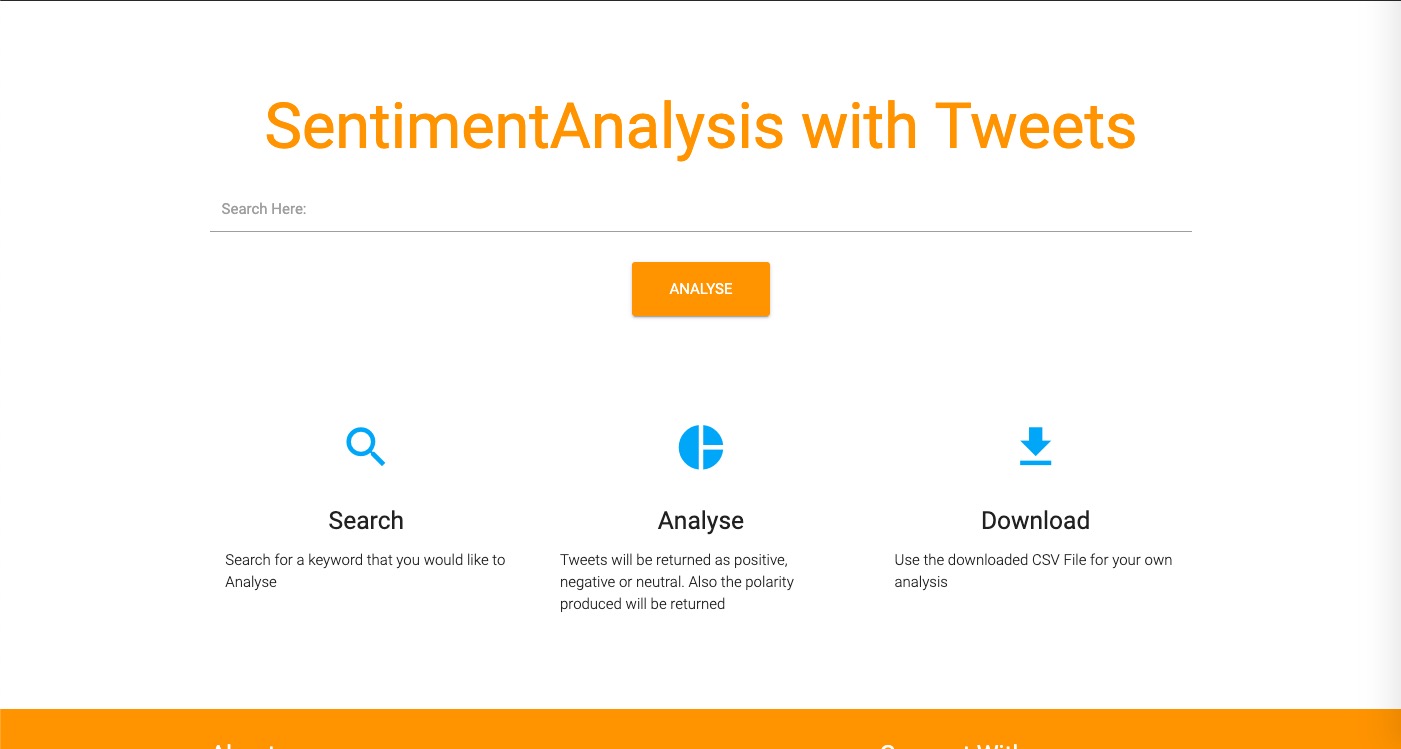 SentimentAnalysis with Tweets
Search Here:
ANALYSE
Search
Search for a keyword that you would like to
Analyse
Analyse
Tweets will be returned as positive,
negative or neutral. Also the polarity
produced will be returned
Download
Use the downloaded CSV File for your own
analysis